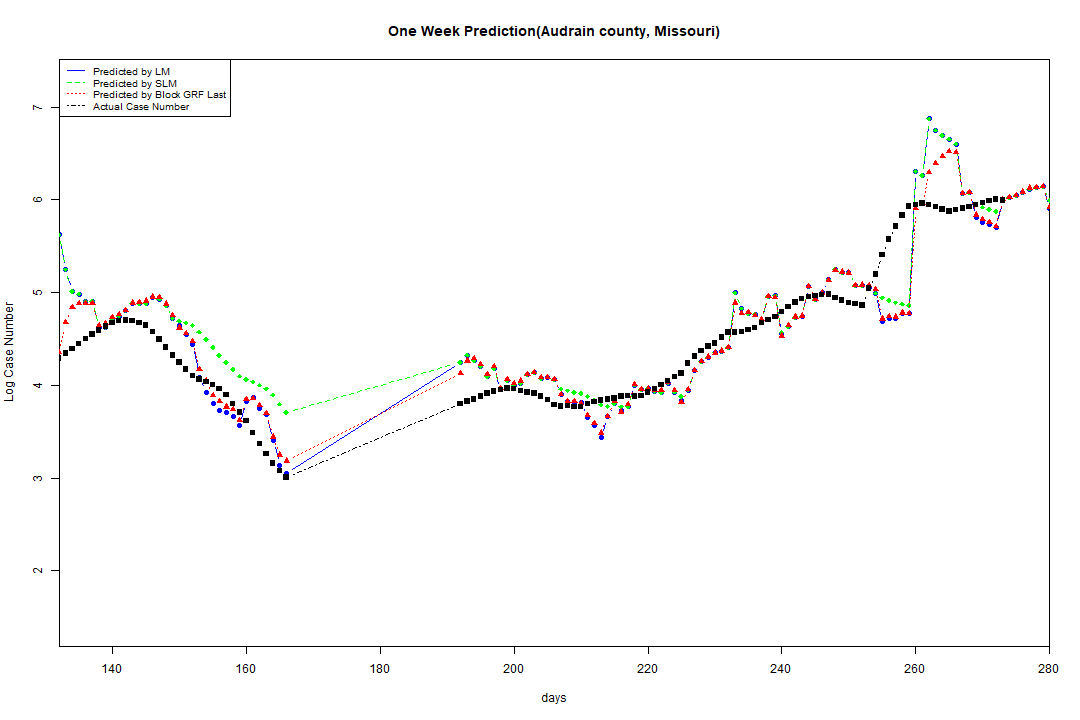 One Week Prediction(Audrain county, Missouri)
Predicted by LM
Predicted by SLM
Predicted by Block GRF Last
Actual Case Number
Log Case Number
7
6
5
4
3
2
140 160 180 200 220 240 260 280
days